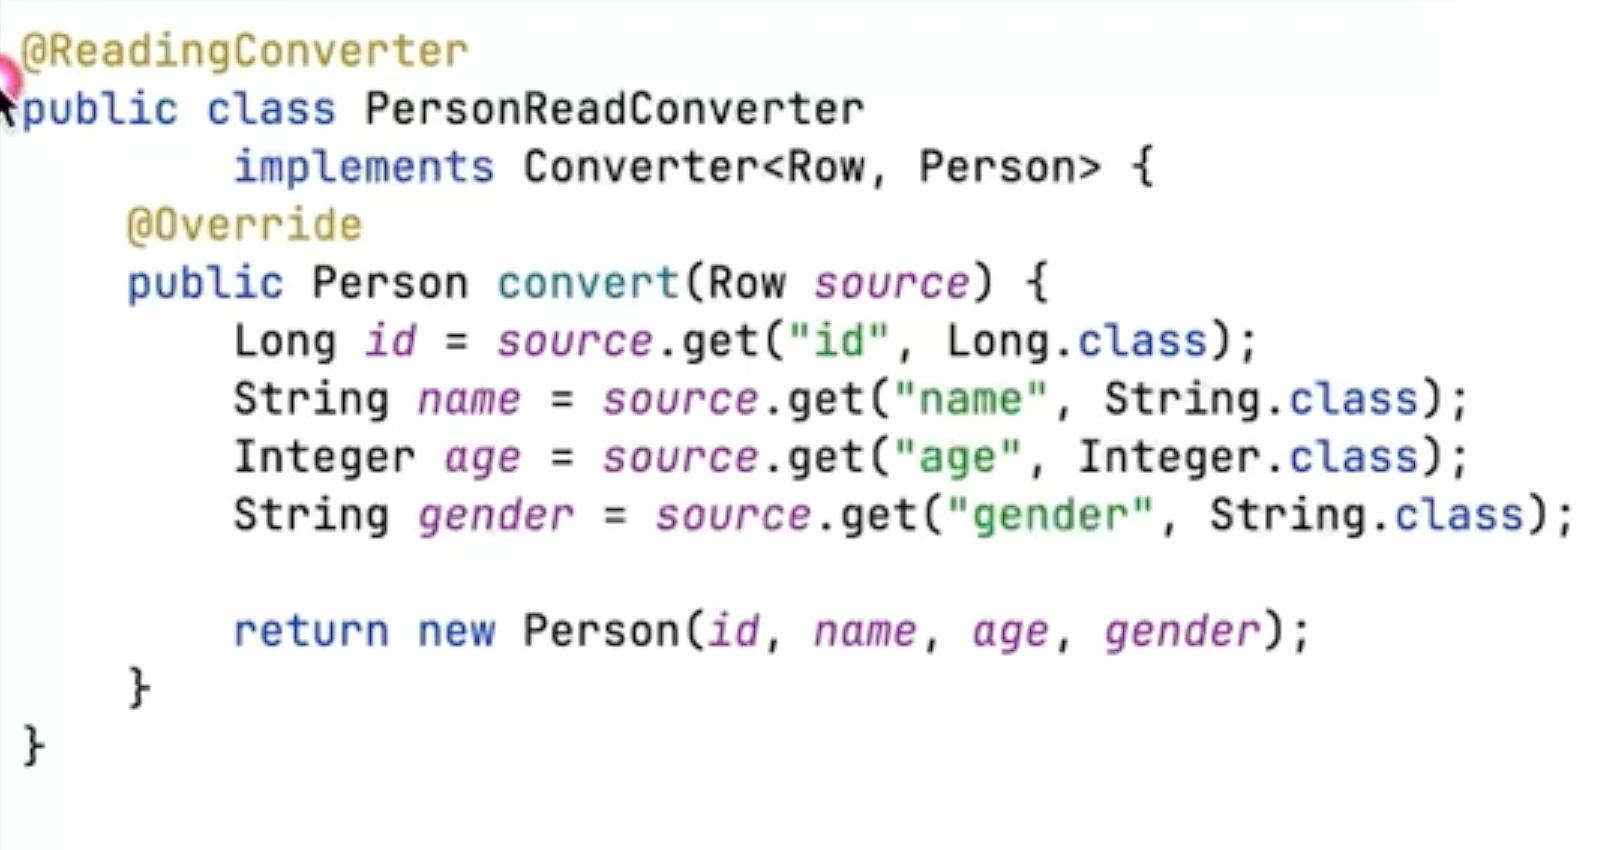 @ReadingConverter
public class PersonReadConverter
implements Converter<Row, Person> {
@Override
public Person convert(Row source) {
Long id = source.get("id", Long.class);
String name = source.get("name", String.class);
Integer age = source.get("age", Integer.class);
String gender = source.get("gender", String.class);
return new Person(id, name, age, gender);
}
}